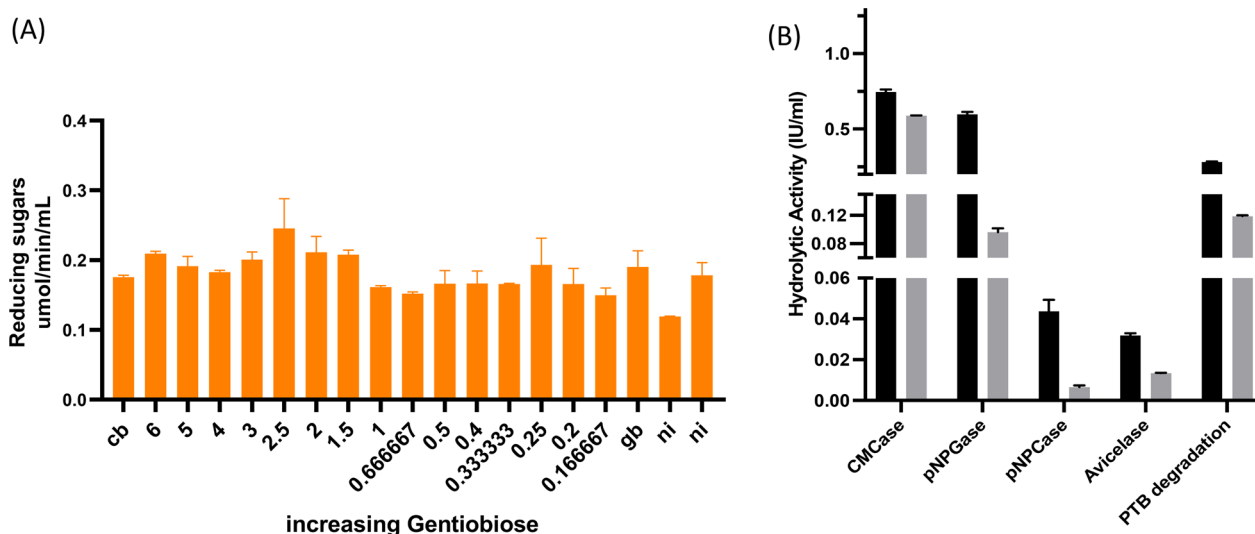 (A)
Reducing sugars
umol/min/mL
0.4
0.3
0.2
0.1
0.0
cb
6
5
4
3
2.5
2
1.5
1
0.666667
0.5
0.4
0.333333
0.25
0.2
0.166667
gb
ni
ni
increasing Gentiobiose
(B)
Hydrolytic Activity (IU/ml)
1.0
0.5
0.12
0.08
0.06
0.04
0.02
0.00
CMCase
pNPGase
pNPCase
Avicelase
PTB degradation